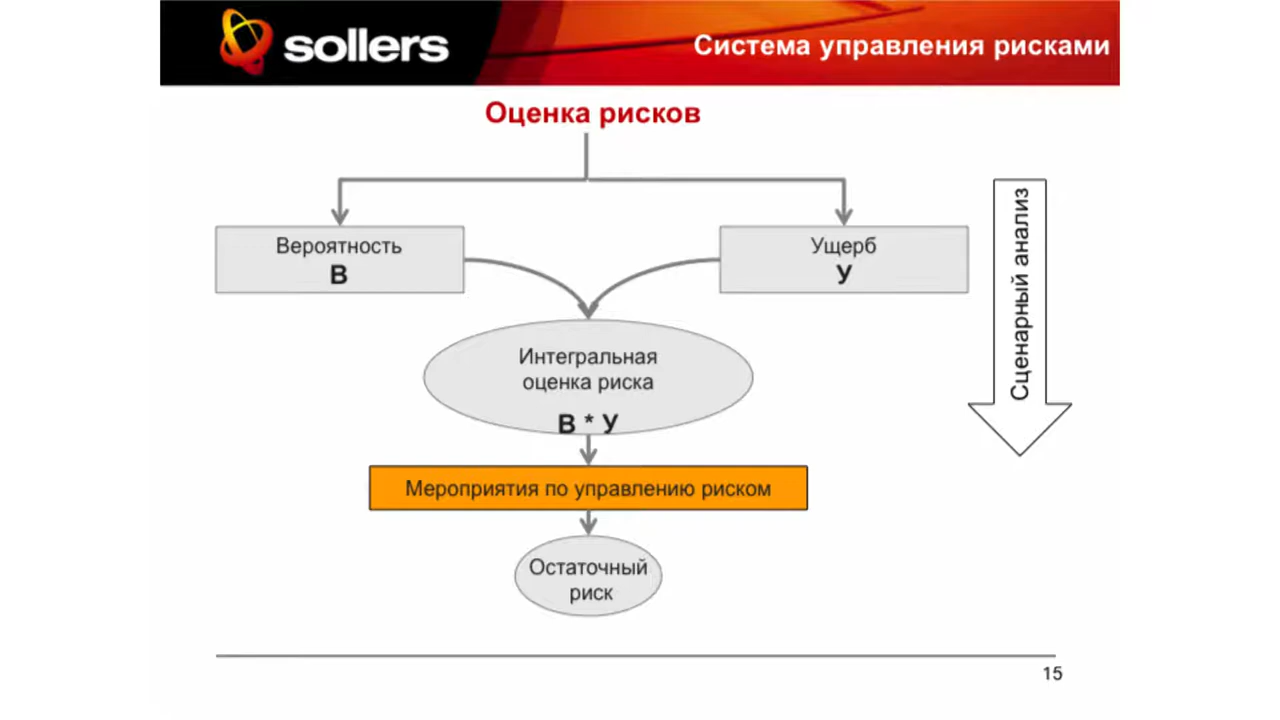 sollers
Система управления рисками
Оценка рисков
Вероятность
В
Ущерб
У
Сценарный анализ
Интегральная
оценка риска
В * У
Мероприятия по управлению риском
Остаточный
риск
15